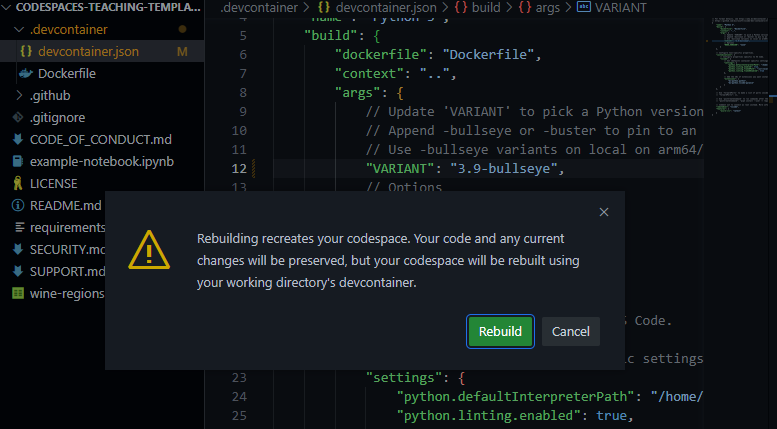 CODESPACES-TEACHING-TEMPLA...
.devcontainer
devcontainer.json M
Dockerfile
.github
.gitignore
CODE_OF_CONDUCT.md
example-notebook.ipynb
LICENSE
README.md
requirements
SECURITY.md
SUPPORT.md
wine-regions
.devcontainer > devcontainer.json > { } build > { } args > abc VARIANT
4 "name": "Python 3",
5 "build": {
6 "dockerfile": "Dockerfile",
7 "context": "..",
8 "args": {
9 // Update 'VARIANT' to pick a Python version
10 // Append -bullseye or -buster to pin to an
11 // Use -bullseye variants on local on arm64/
12 "VARIANT": "3.9-bullseye",
13 // Options
Rebuilding recreates your codespace. Your code and any current
changes will be preserved, but your codespace will be rebuilt using
your working directory's devcontainer.
Rebuild Cancel
S Code.
ic settings
23 "settings": {
24 "python.defaultInterpreterPath": "/home/
25 "python.linting.enabled": true,